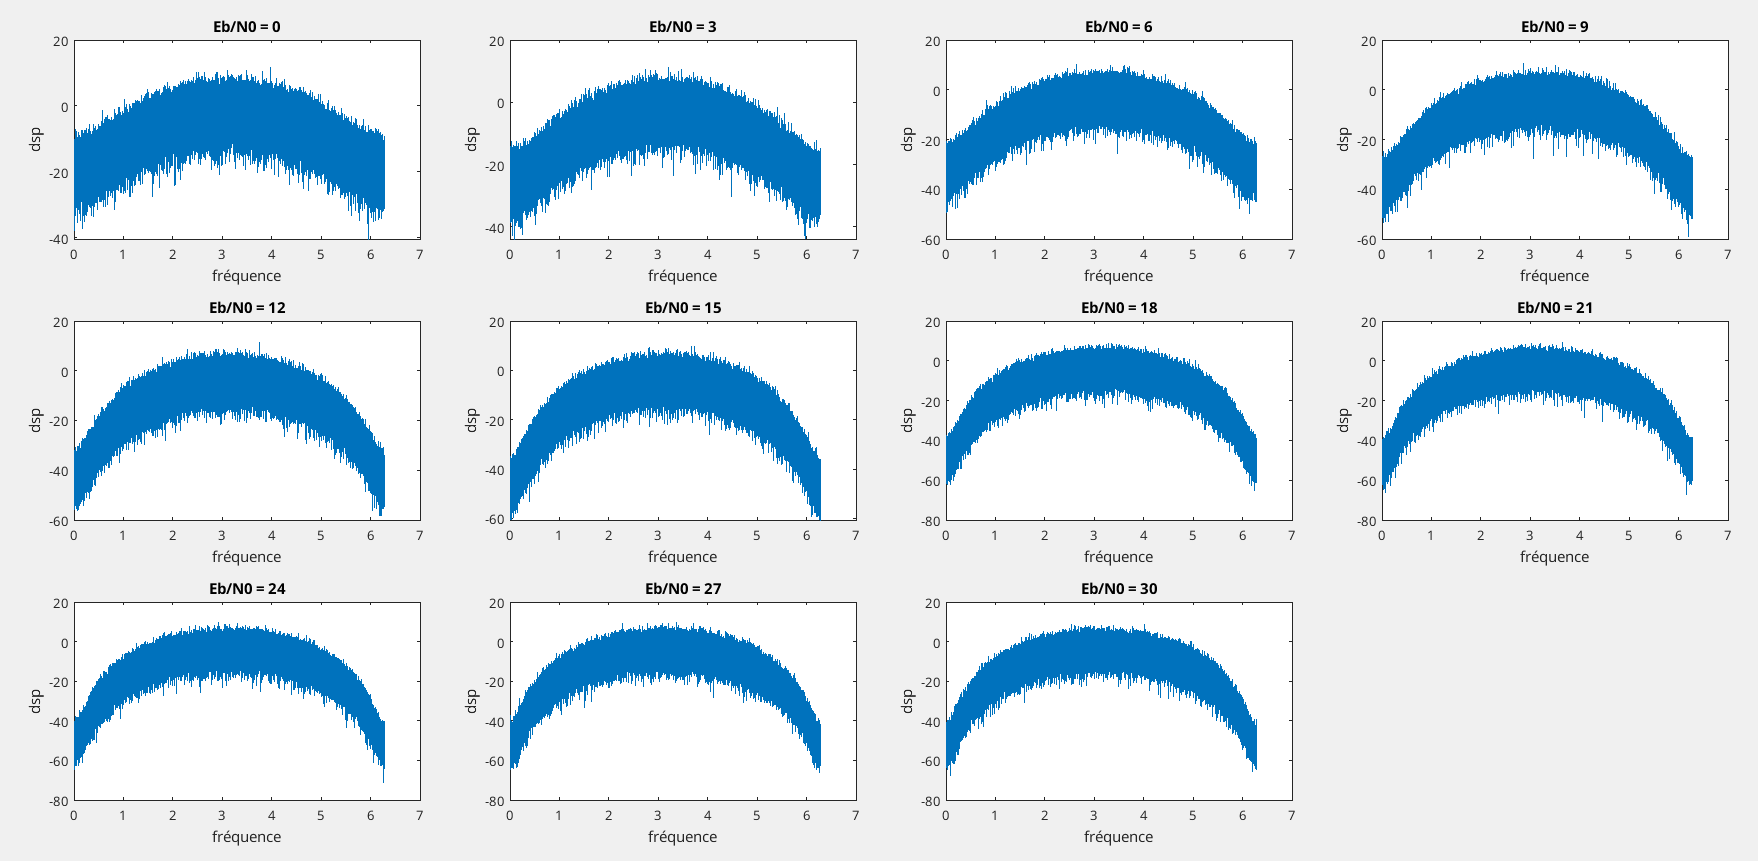 Eb/N0 = 0
20
0
-20
-40
dsp
0 1 2 3 4 5 6 7
fréquence
Eb/N0 = 3
20
0
-20
-40
dsp
0 1 2 3 4 5 6 7
fréquence
Eb/N0 = 6
20
0
-20
-40
-60
dsp
0 1 2 3 4 5 6 7
fréquence
Eb/N0 = 9
20
0
-20
-40
-60
dsp
0 1 2 3 4 5 6 7
fréquence
Eb/N0 = 12
20
0
-20
-40
-60
dsp
0 1 2 3 4 5 6 7
fréquence
Eb/N0 = 15
20
0
-20
-40
-60
dsp
0 1 2 3 4 5 6 7
fréquence
Eb/N0 = 18
20
0
-20
-40
-60
-80
dsp
0 1 2 3 4 5 6 7
fréquence
Eb/N0 = 21
20
0
-20
-40
-60
-80
dsp
0 1 2 3 4 5 6 7
fréquence
Eb/N0 = 24
20
0
-20
-40
-60
-80
dsp
0 1 2 3 4 5 6 7
fréquence
Eb/N0 = 27
20
0
-20
-40
-60
-80
dsp
0 1 2 3 4 5 6 7
fréquence
Eb/N0 = 30
20
0
-20
-40
-60
-80
dsp
0 1 2 3 4 5 6 7
fréquence